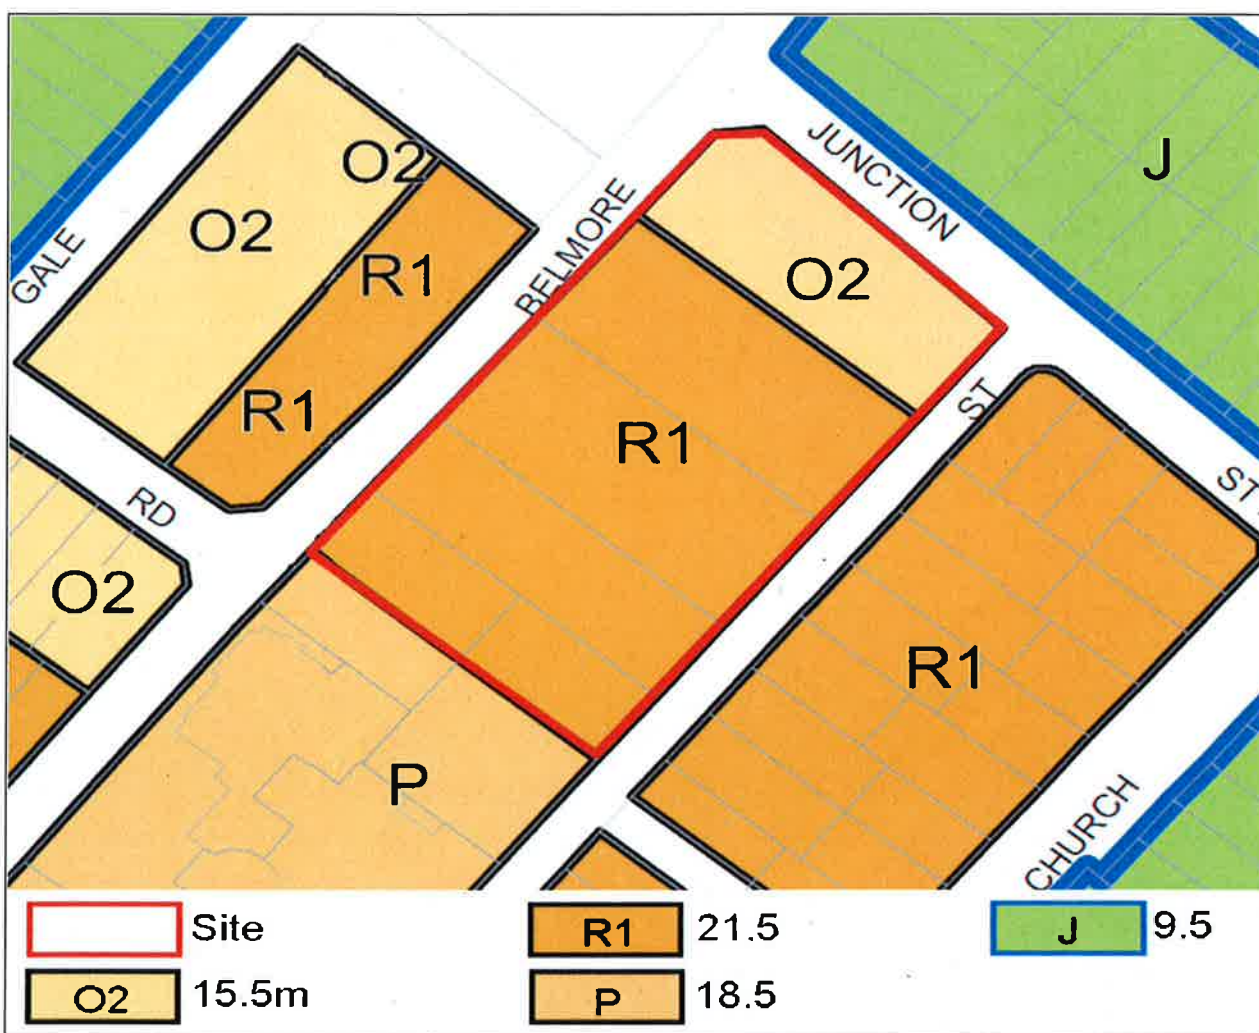 J
JUNCTION
O2
O2
BELMORE
GALE
R1
O2
R1
ST
R1
ST
RD
O2
R1
P
CHURCH
Site
R1 21.5
J 9.5
O2 15.5m
P 18.5